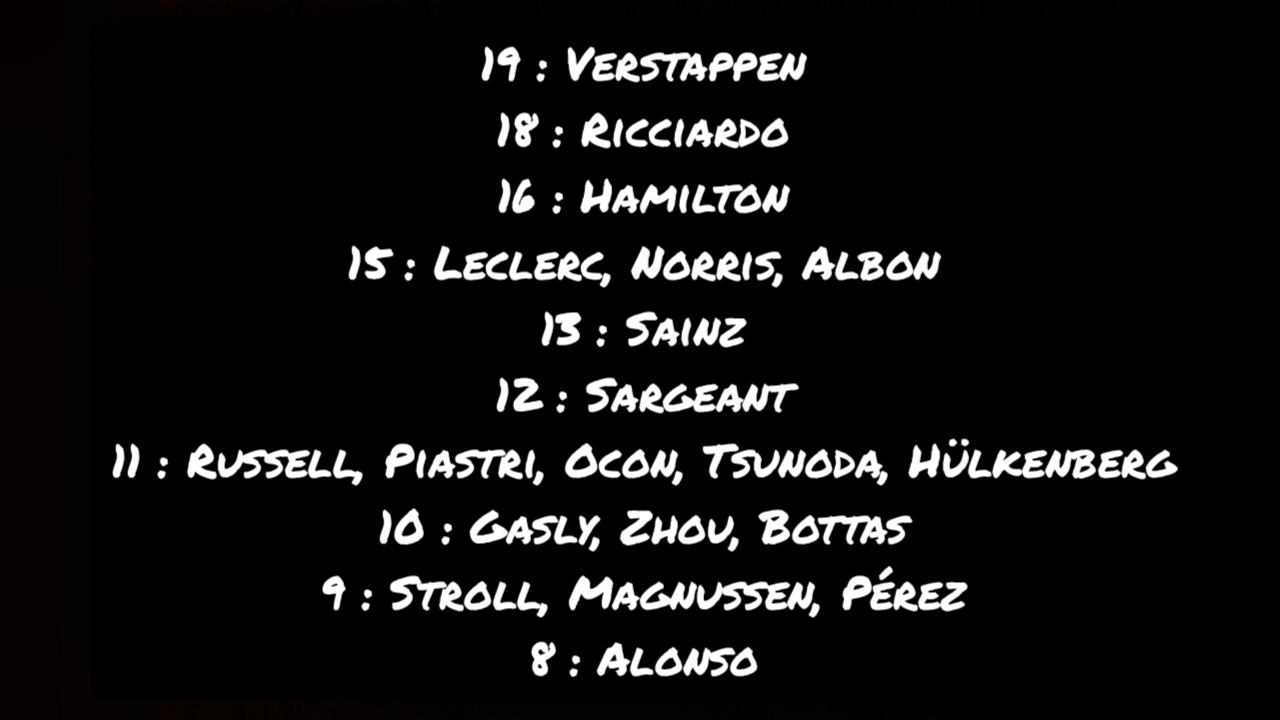 19 : Verstappen
18 : Ricciardo
16 : Hamilton
15 : Leclerc, Norris, Albon
13 : Sainz
12 : Sargeant
11 : Russell, Piastri, Ocon, Tsunoda, Hülkenberg
10 : Gasly, Zhou, Bottas
9 : Stroll, Magnussen, Pérez
8 : Alonso